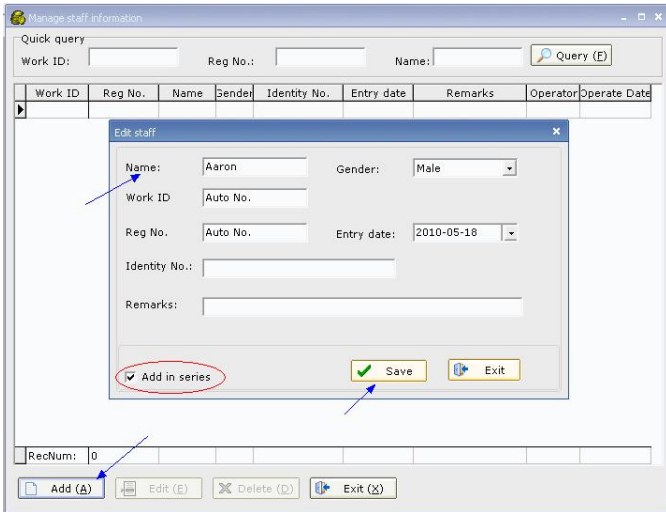 Manage staff information
Quick query
Work ID: Reg No.: Name: Query (F)
Work ID Reg No. Name Gender Identity No. Entry date Remarks Operator Operate Date
Edit staff
Name: Aaron Gender: Male
Work ID Auto No.
Reg No. Auto No. Entry date: 2010-05-18
Identity No.:
Remarks:
Add in series Save Exit
RecNum: 0
Add (A) Edit (E) Delete (D) Exit (X)